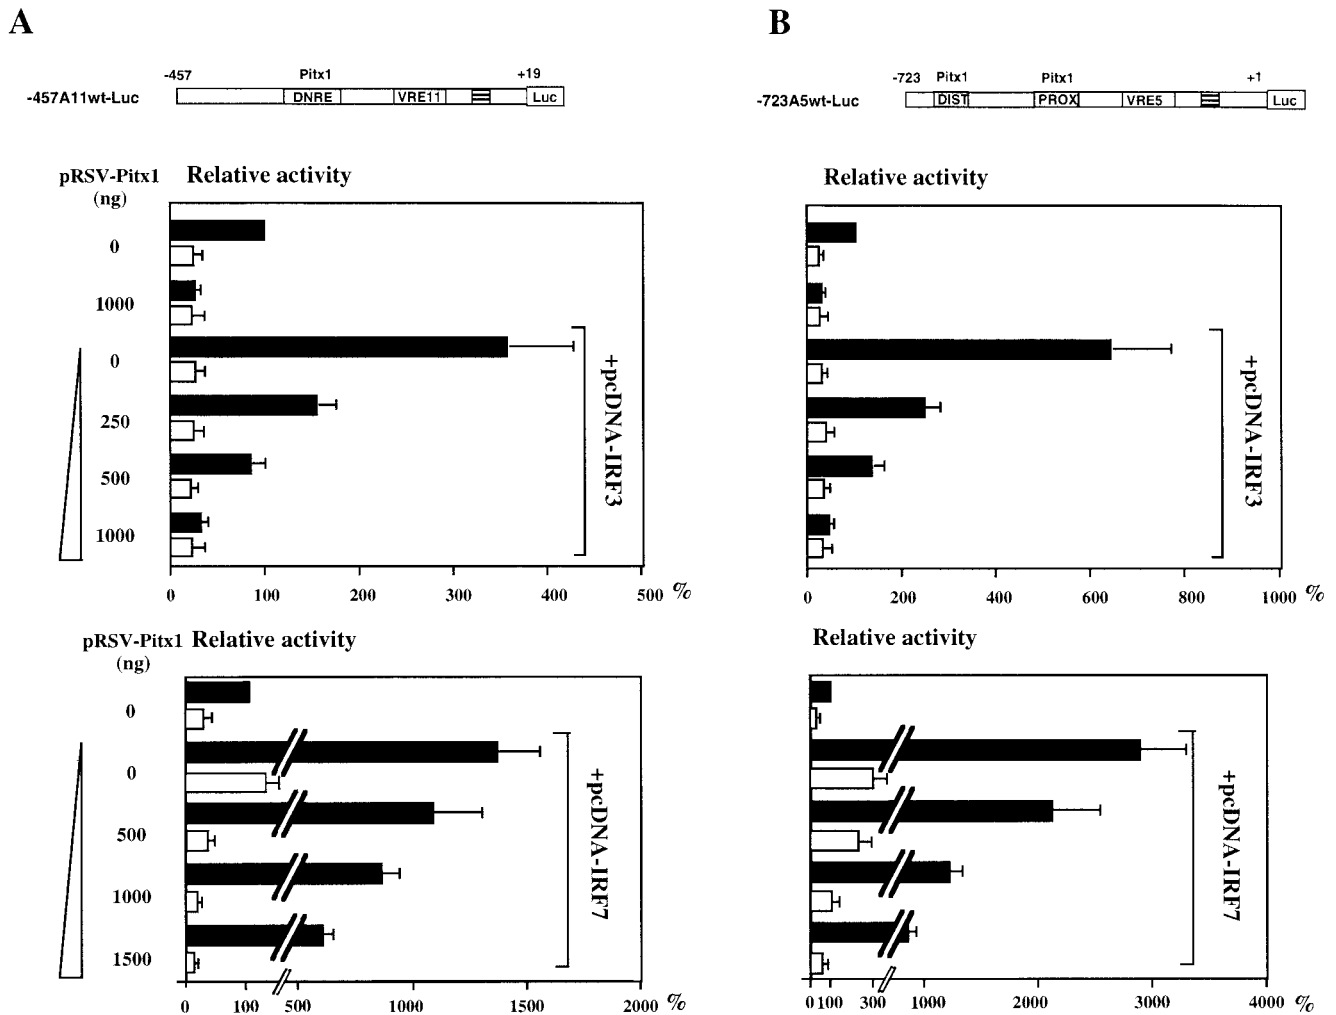 A
B
-457 Pitx1 +19
-457A11wt-Luc DNRE VRE11 Luc
-723 Pitx1 Pitx1 +1
-723A5wt-Luc DIST PROX VRE5 Luc
pRSV-Pitx1 Relative activity
(ng)
0
1000
0
250
500
1000
+pcDNA-IRF3
0 100 200 300 400 500 %
Relative activity
+pcDNA-IRF3
0 200 400 600 800 1000 %
pRSV-Pitx1 Relative activity
(ng)
0
0
500
1000
1500
+pcDNA-IRF7
0 100 500 1000 1500 2000 %
Relative activity
+pcDNA-IRF7
0 100 300 1000 2000 3000 4000 %